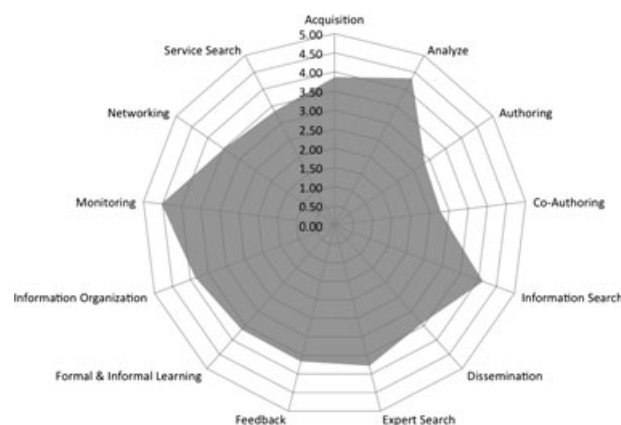 Acquisition
5.00
4.50
4.00
3.50
3.00
2.50
2.00
1.50
1.00
0.50
0.00
Analyze
Authoring
Co-Authoring
Information Search
Dissemination
Expert Search
Feedback
Formal & Informal Learning
Information Organization
Monitoring
Networking
Service Search